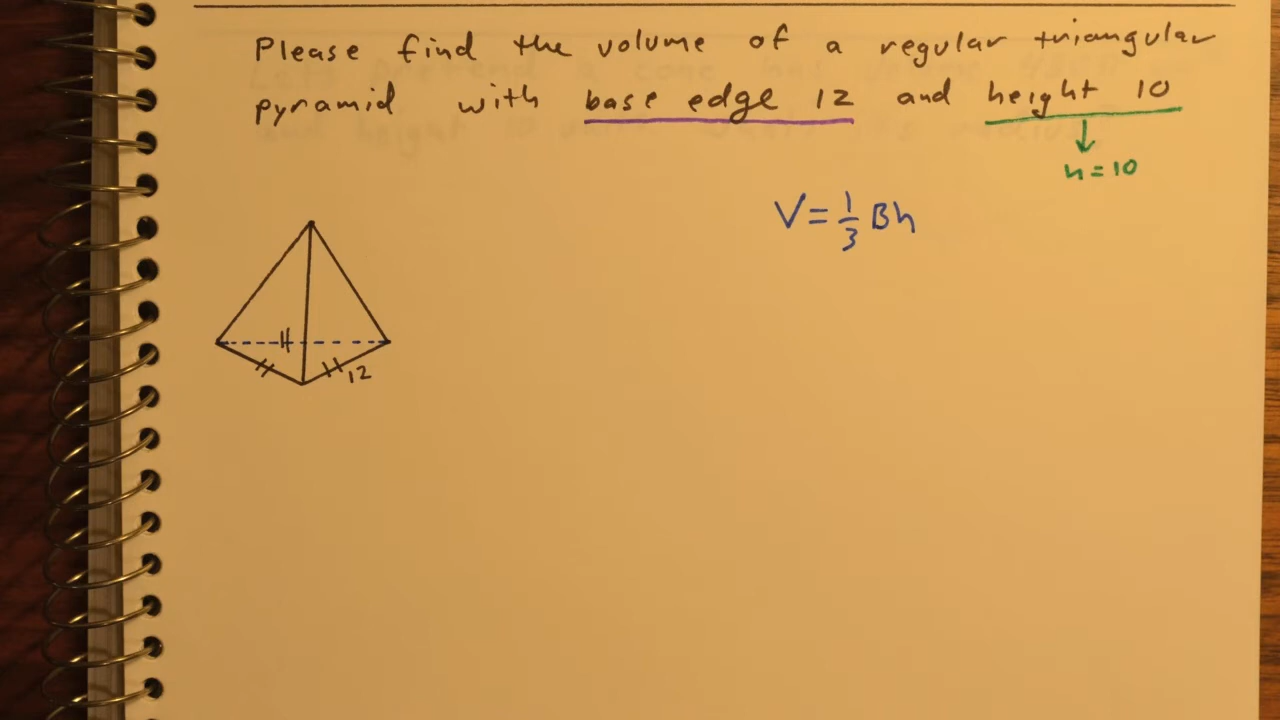 Please find the volume of a regular triangular
pyramid with base edge 12 and height 10
h=10
V=1/3 Bh
12